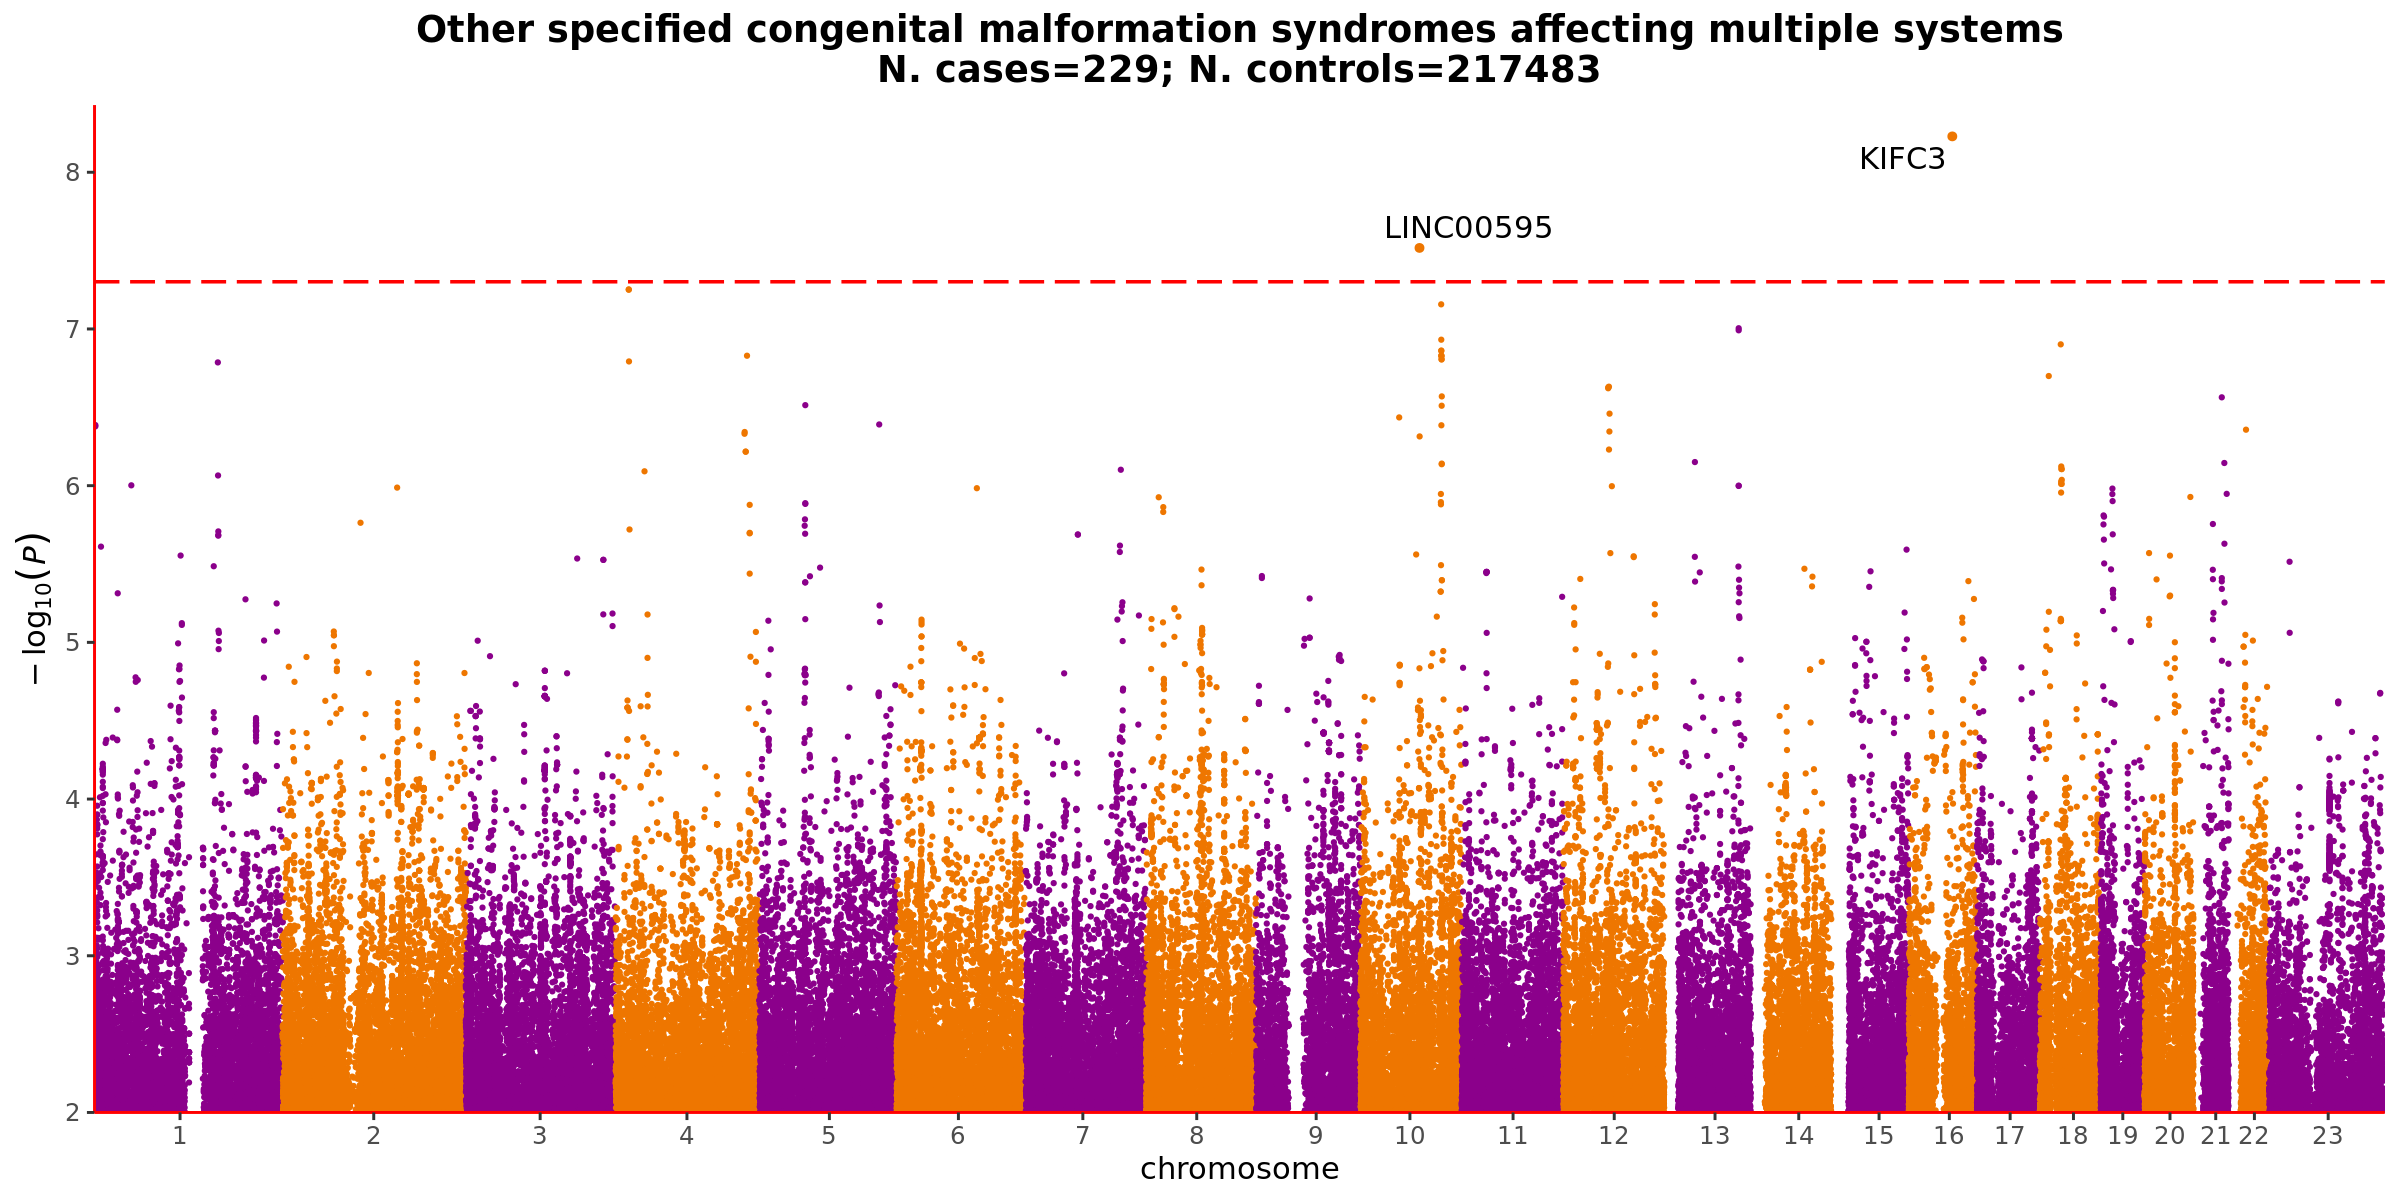 Other specified congenital malformation syndromes affecting multiple systems
N. cases=229; N. controls=217483
KIFC3
LINC00595
8
7
6
5
4
3
2
−log10(P)
1 2 3 4 5 6 7 8 9 10 11 12 13 14 15 16 17 18 19 20 21 22 23
chromosome